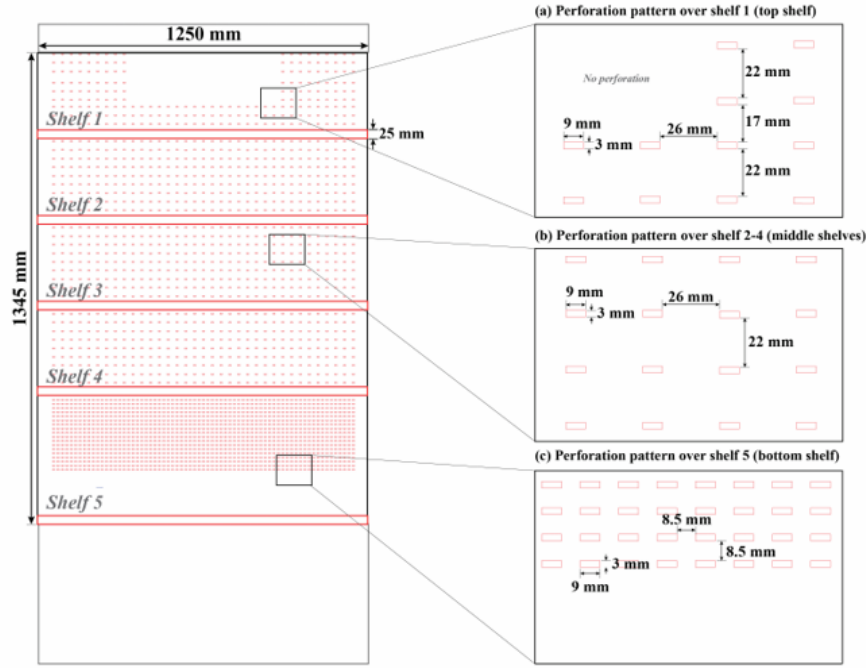 1250 mm
1345 mm
Shelf 1
25 mm
Shelf 2
Shelf 3
Shelf 4
Shelf 5
(a) Perforation pattern over shelf 1 (top shelf)
No perforation
22 mm
17 mm
9 mm
26 mm
3 mm
22 mm
(b) Perforation pattern over shelf 2-4 (middle shelves)
9 mm
26 mm
3 mm
22 mm
(c) Perforation pattern over shelf 5 (bottom shelf)
8.5 mm
8.5 mm
3 mm
9 mm